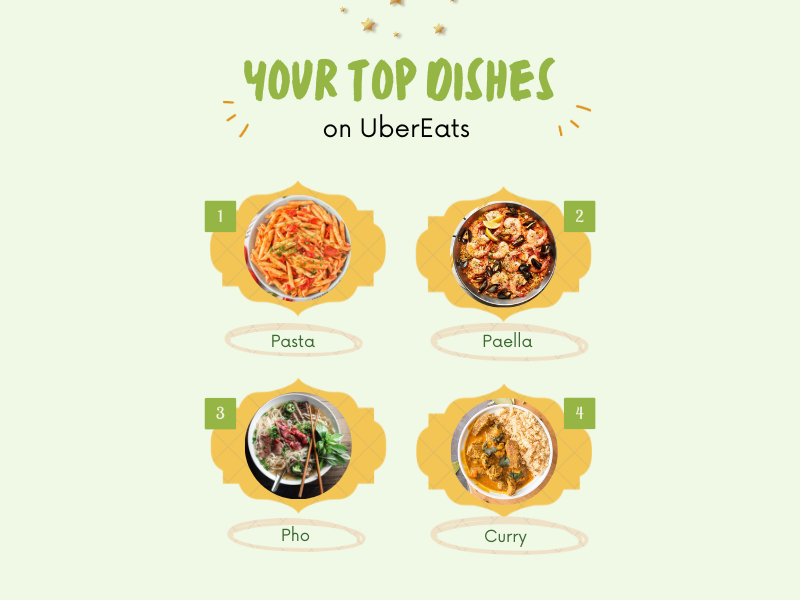 YOUR TOP DISHES
on UberEats
1
Pasta
2
Paella
3
Pho
4
Curry